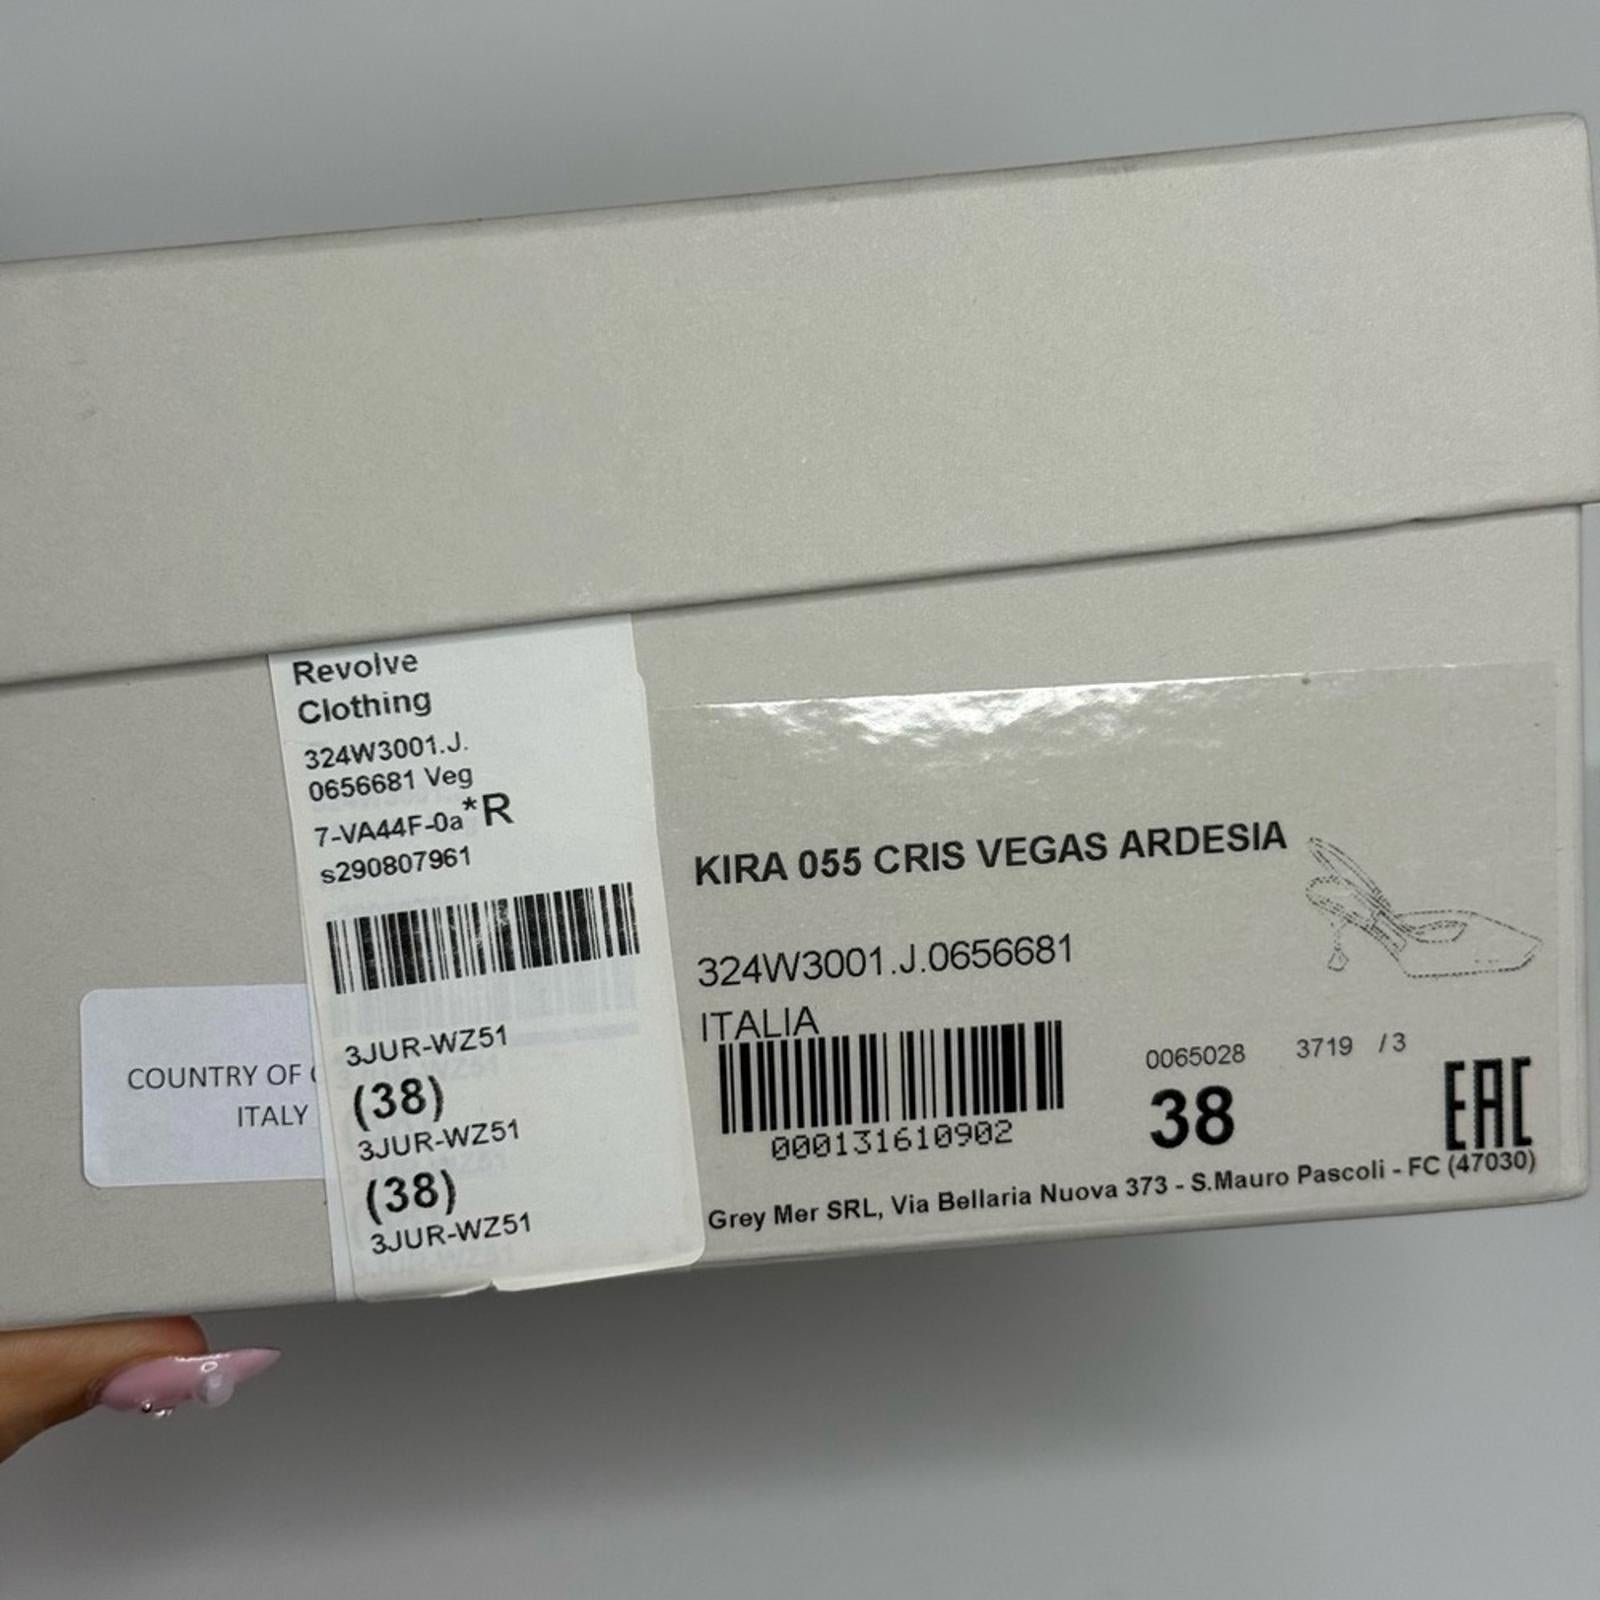 Revolve
Clothing
324W3001.J.
0656681 Veg
7-VA44F-0a*R
s290807961
3JUR-WZ51
(38)
3JUR-WZ51
(38)
3JUR-WZ51
COUNTRY OF
ITALY
KIRA 055 CRIS VEGAS ARDESIA
324W3001.J.0656681
ITALIA
000131610902
0065028 3719 / 3
38
EAC
Grey Mer SRL, Via Bellaria Nuova 373 - S.Mauro Pascoli - FC (47030)